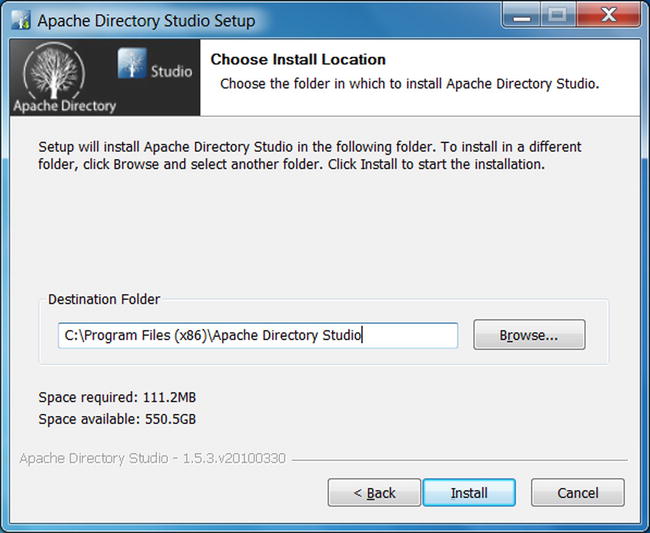 Apache Directory Studio Setup
Studio
Apache Directory
Choose Install Location
Choose the folder in which to install Apache Directory Studio.
Setup will install Apache Directory Studio in the following folder. To install in a different
folder, click Browse and select another folder. Click Install to start the installation.
Destination Folder
C:\Program Files (x86)\Apache Directory Studio
Browse...
Space required: 111.2MB
Space available: 550.5GB
Apache Directory Studio - 1.5.3.v20100330
< Back
Install
Cancel